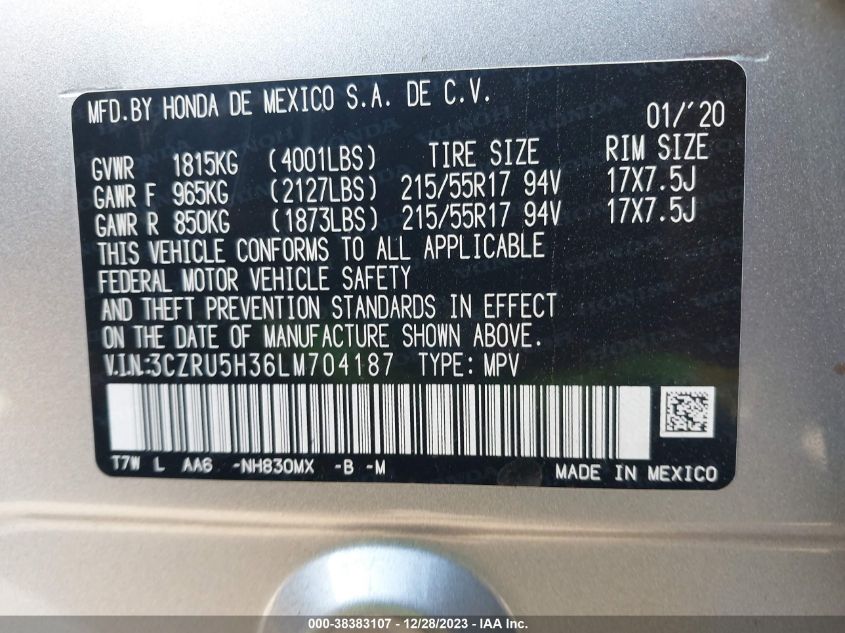 MFD.BY HONDA DE MEXICO S.A. DE C.V.
01/'20
GVWR 1815KG (4001LBS) TIRE SIZE RIM SIZE
GAWR F 965KG (2127LBS) 215/55R17 94V 17X7.5J
GAWR R 850KG (1873LBS) 215/55R17 94V 17X7.5J
THIS VEHICLE CONFORMS TO ALL APPLICABLE
FEDERAL MOTOR VEHICLE SAFETY
AND THEFT PREVENTION STANDARDS IN EFFECT
ON THE DATE OF MANUFACTURE SHOWN ABOVE.
V.I.N:3CZRU5H36LM704187 TYPE: MPV
T7W L AA6 -NH830MX -B -M MADE IN MEXICO
000-38383107 - 12/28/2023 - IAA Inc.